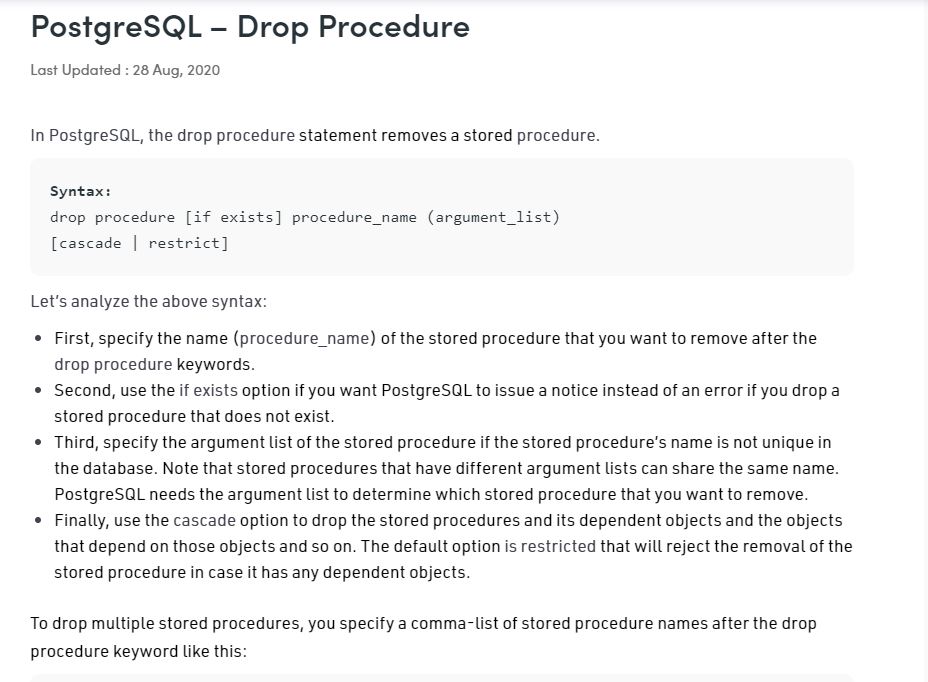 PostgreSQL – Drop Procedure
Last Updated : 28 Aug, 2020
In PostgreSQL, the drop procedure statement removes a stored procedure.
Syntax:
drop procedure [if exists] procedure_name (argument_list)
[cascade | restrict]
Let's analyze the above syntax:
• First, specify the name (procedure_name) of the stored procedure that you want to remove after the
drop procedure keywords.
• Second, use the if exists option if you want PostgreSQL to issue a notice instead of an error if you drop a
stored procedure that does not exist.
• Third, specify the argument list of the stored procedure if the stored procedure's name is not unique in
the database. Note that stored procedures that have different argument lists can share the same name.
PostgreSQL needs the argument list to determine which stored procedure that you want to remove.
• Finally, use the cascade option to drop the stored procedures and its dependent objects and the objects
that depend on those objects and so on. The default option is restricted that will reject the removal of the
stored procedure in case it has any dependent objects.
To drop multiple stored procedures, you specify a comma-list of stored procedure names after the drop
procedure keyword like this: